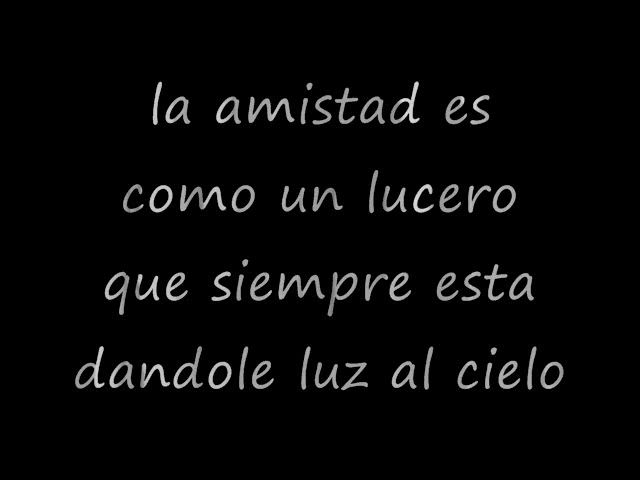 la amistad es
como un lucero
que siempre esta
dandole luz al cielo